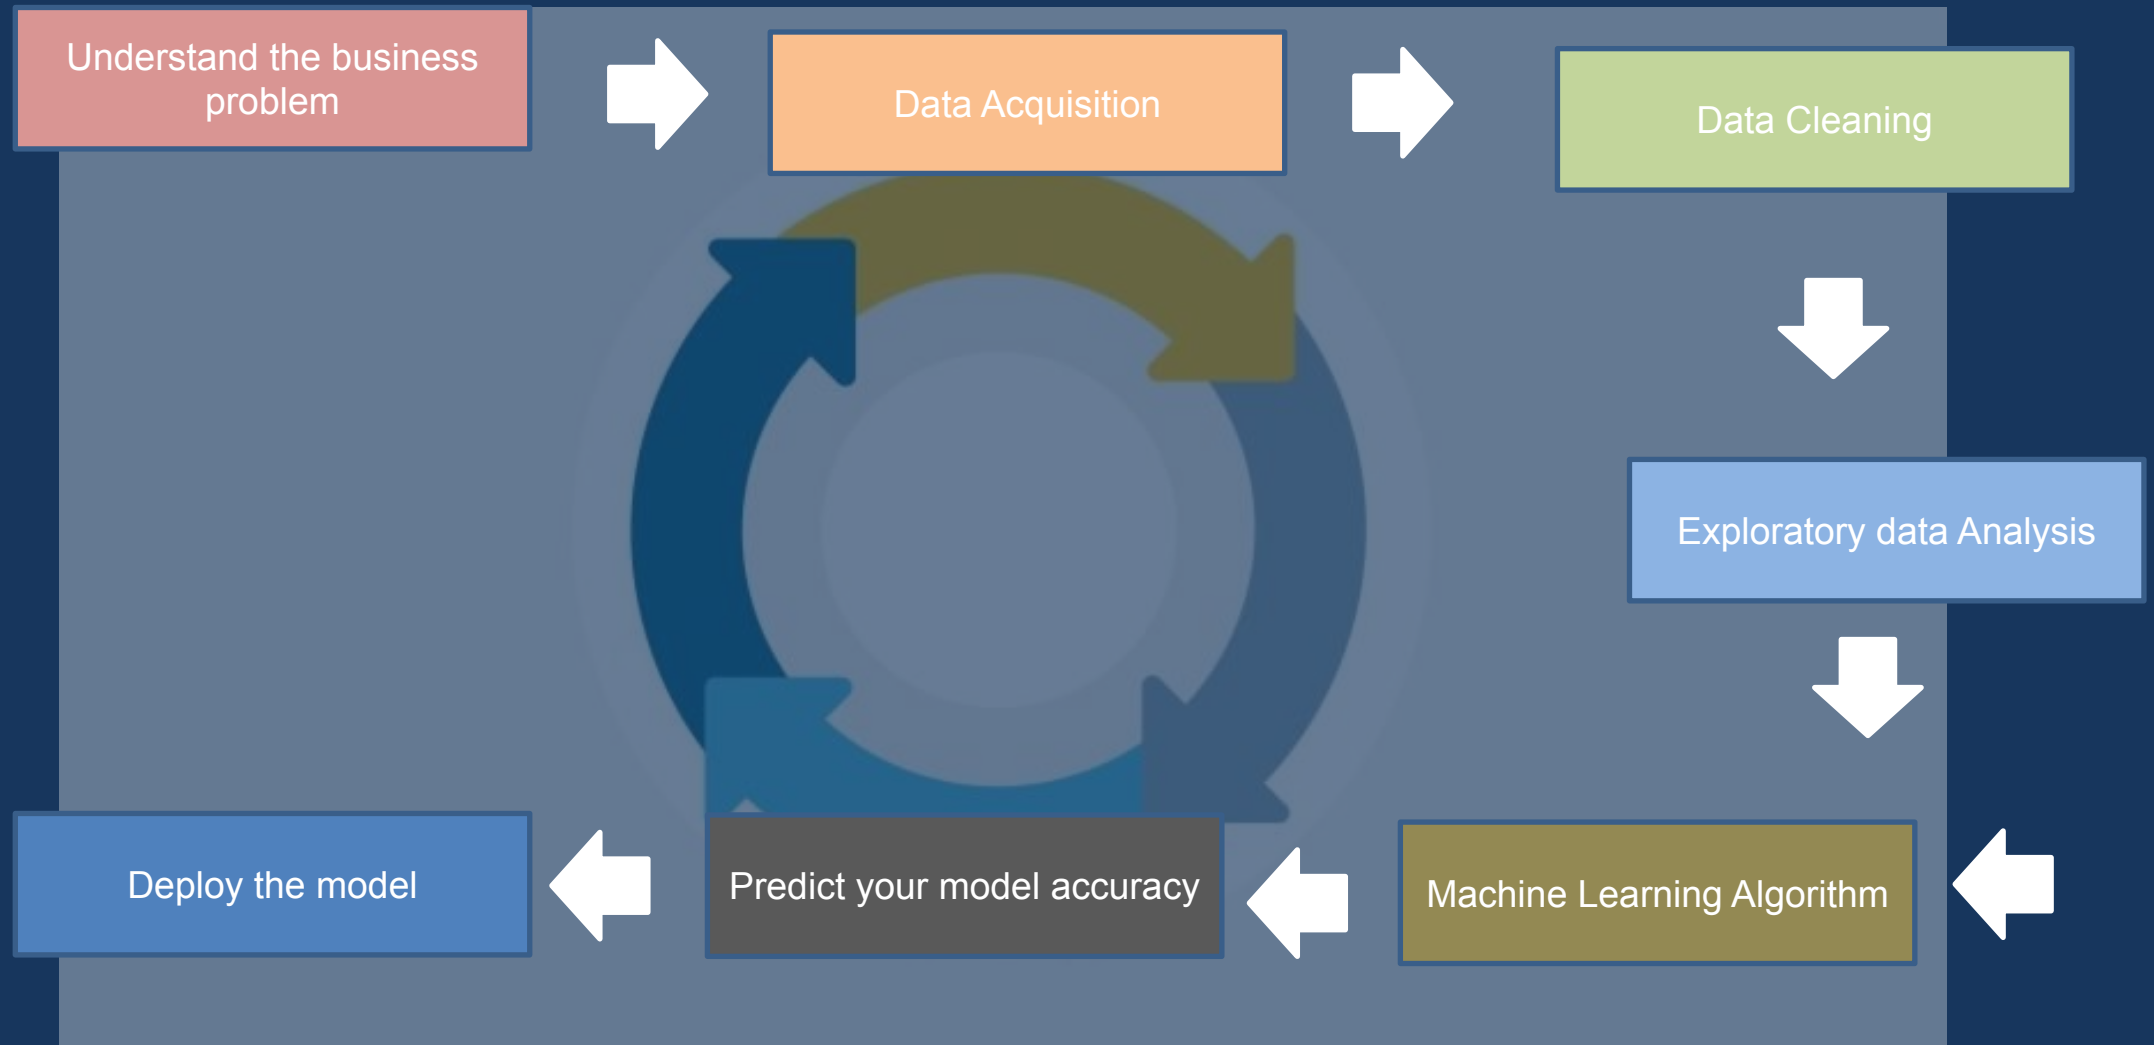 Understand the business
problem
Data Acquisition
Data Cleaning
Exploratory data Analysis
Machine Learning Algorithm
Predict your model accuracy
Deploy the model